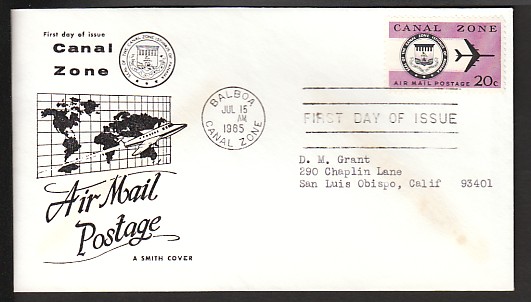 First day of issue
Canal
Zone
CANAL ZONE
AIR MAIL POSTAGE 20c
BALBOA
JUL 15
AM
1965
CANAL ZONE
FIRST DAY OF ISSUE
D. M. Grant
290 Chaplin Lane
San Luis Obispo, Calif 93401
Air Mail
Postage
A SMITH COVER